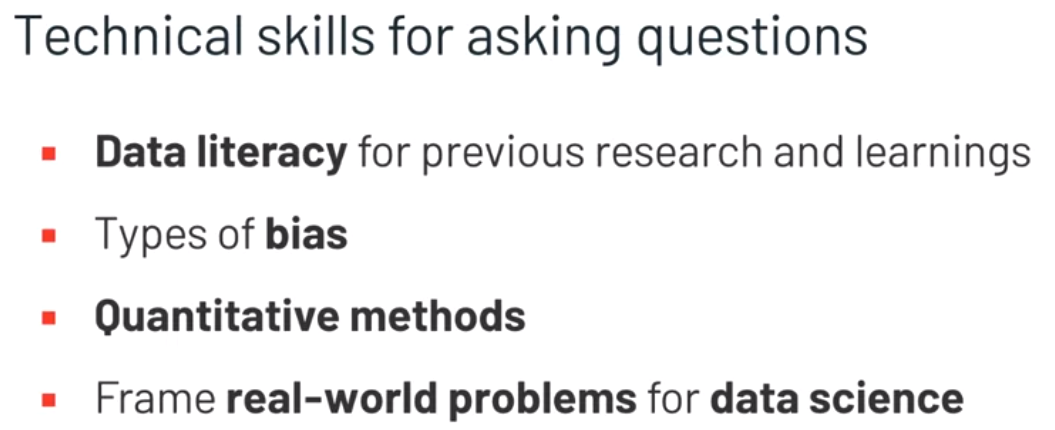 Technical skills for asking questions
▪ Data literacy for previous research and learnings
▪ Types of bias
▪ Quantitative methods
▪ Frame real-world problems for data science